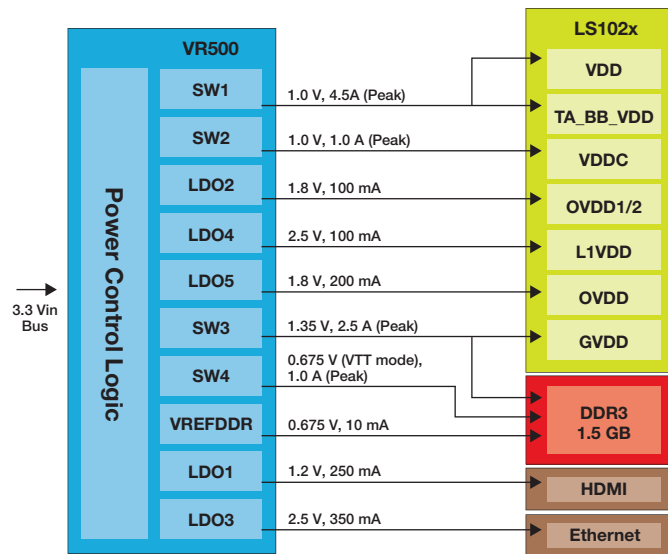 VR500
Power Control Logic
3.3 Vin
Bus
SW1
SW2
LDO2
LDO4
LDO5
SW3
SW4
VREFDDR
LDO1
LDO3
1.0 V, 4.5A (Peak)
1.0 V, 1.0 A (Peak)
1.8 V, 100 mA
2.5 V, 100 mA
1.8 V, 200 mA
1.35 V, 2.5 A (Peak)
0.675 V (VTT mode),
1.0 A (Peak)
0.675 V, 10 mA
1.2 V, 250 mA
2.5 V, 350 mA
LS102x
VDD
TA_BB_VDD
VDDC
OVDD1/2
L1VDD
OVDD
GVDD
DDR3
1.5 GB
HDMI
Ethernet